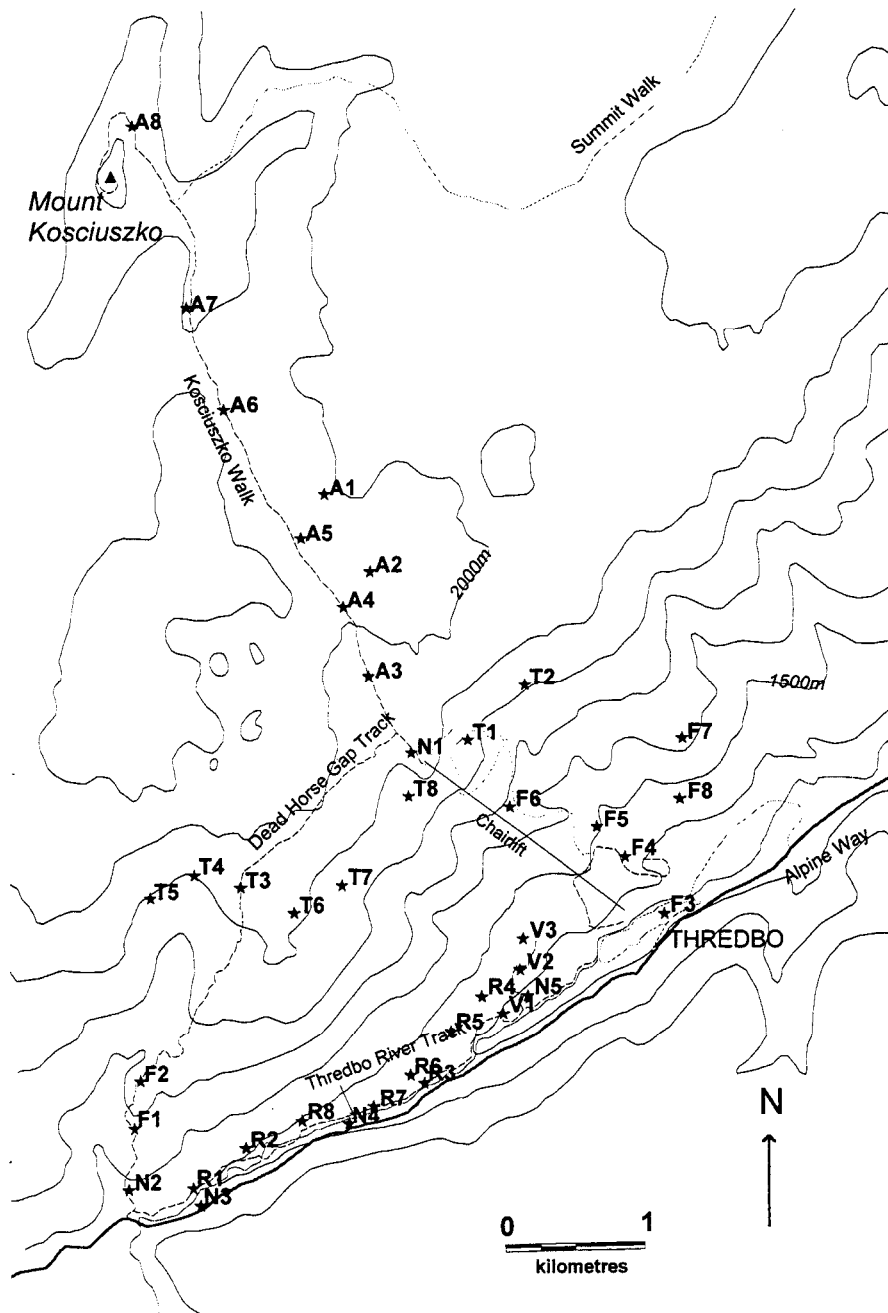 A8
Summit Walk
Mount
Kosciuszko
A7
A6
Kosciuszko Walk
A1
A5
A2
2000m
A4
A3
T2
1500m
T1
N1
F7
Dead Horse Gap Track
T8
F6
F8
Chairlift
F5
F4
Alpine Way
T4
T5
T3
T7
T6
F3
THREDBO
V3
V2
R4
N5
V1
R5
Thredbo River Track
F2
R6
R3
R7
F1
R8
N4
N
R2
N2
R1
N3
0 1
kilometres